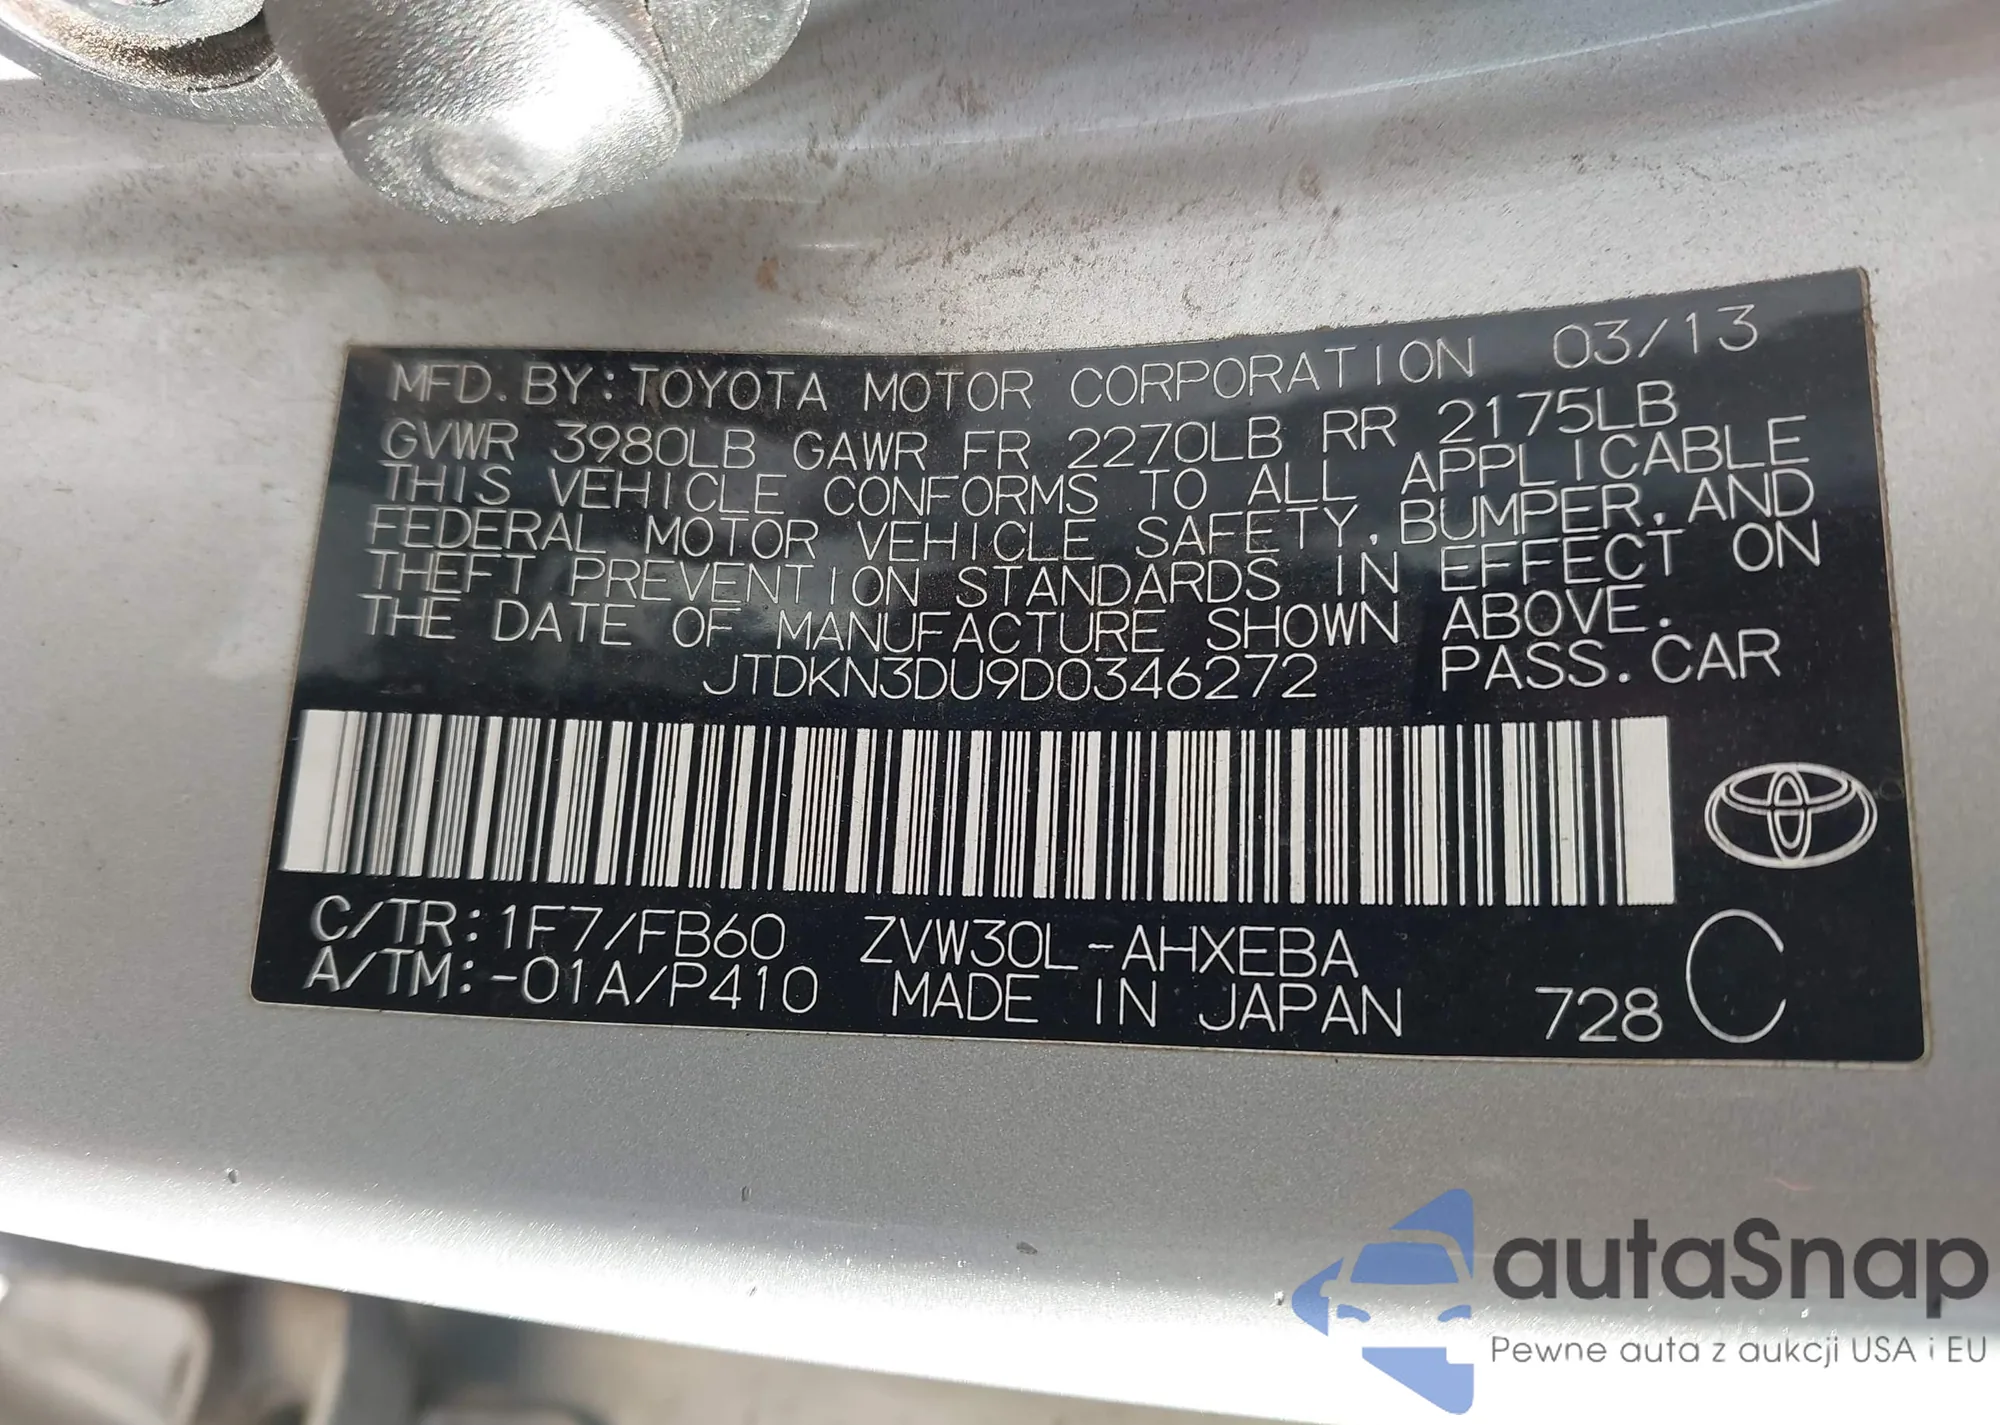 MFD. BY: TOYOTA MOTOR CORPORATION 03/13
GVWR 3980LB GAWR FR 2270LB RR 2175LB
THIS VEHICLE CONFORMS TO ALL APPLICABLE
FEDERAL MOTOR VEHICLE SAFETY, BUMPER, AND
THEFT PREVENTION STANDARDS IN EFFECT ON
THE DATE OF MANUFACTURE SHOWN ABOVE.
JTDKN3DU9D0346272 PASS. CAR
C/TR: 1F7/FB60 ZVW30L-AHXEBA
A/TM: -01A/P410 MADE IN JAPAN 728 C
autaSnap
Pewne auta z aukcji USA i EU